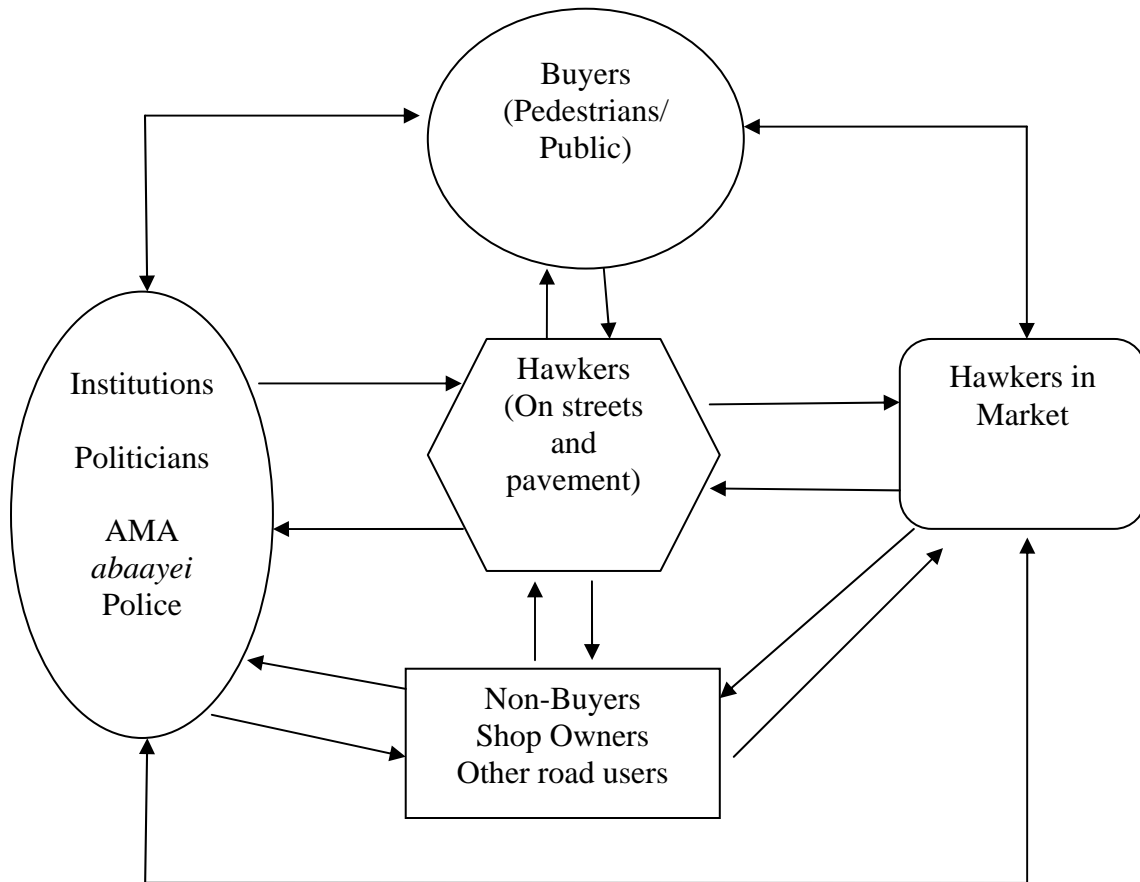 Buyers
(Pedestrians/
Public)
Institutions
Politicians
AMA
abaayei
Police
Hawkers
(On streets
and
pavement)
Hawkers in
Market
Non-Buyers
Shop Owners
Other road users